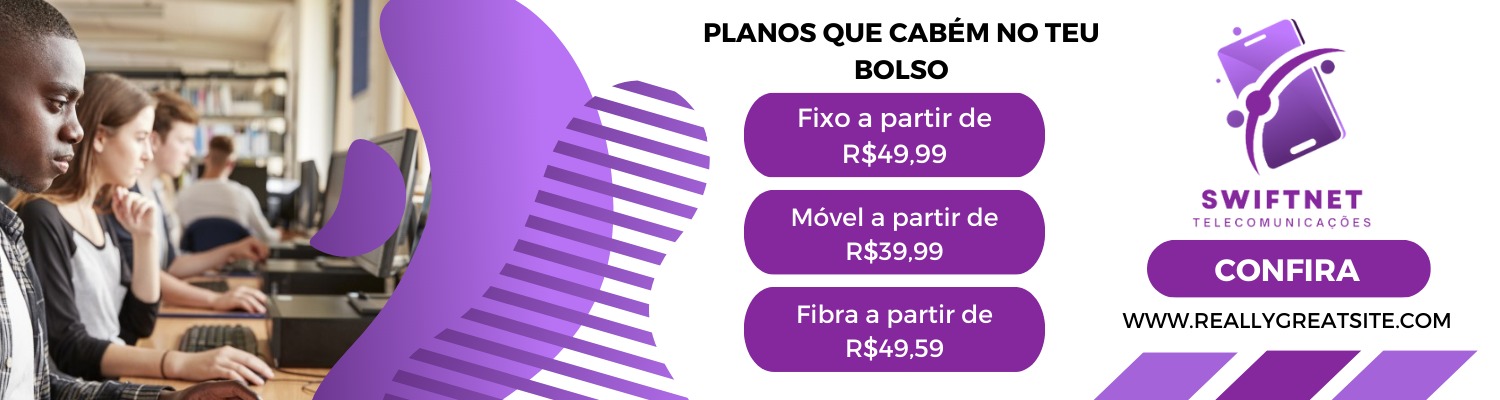 PLANOS QUE CABÉM NO TEU
BOLSO
Fixo a partir de
R$49,99
Móvel a partir de
R$39,99
Fibra a partir de
R$49,59
SWIFTNET
TELECOMUNICAÇÕES
CONFIRA
WWW.REALLYGREATSITE.COM